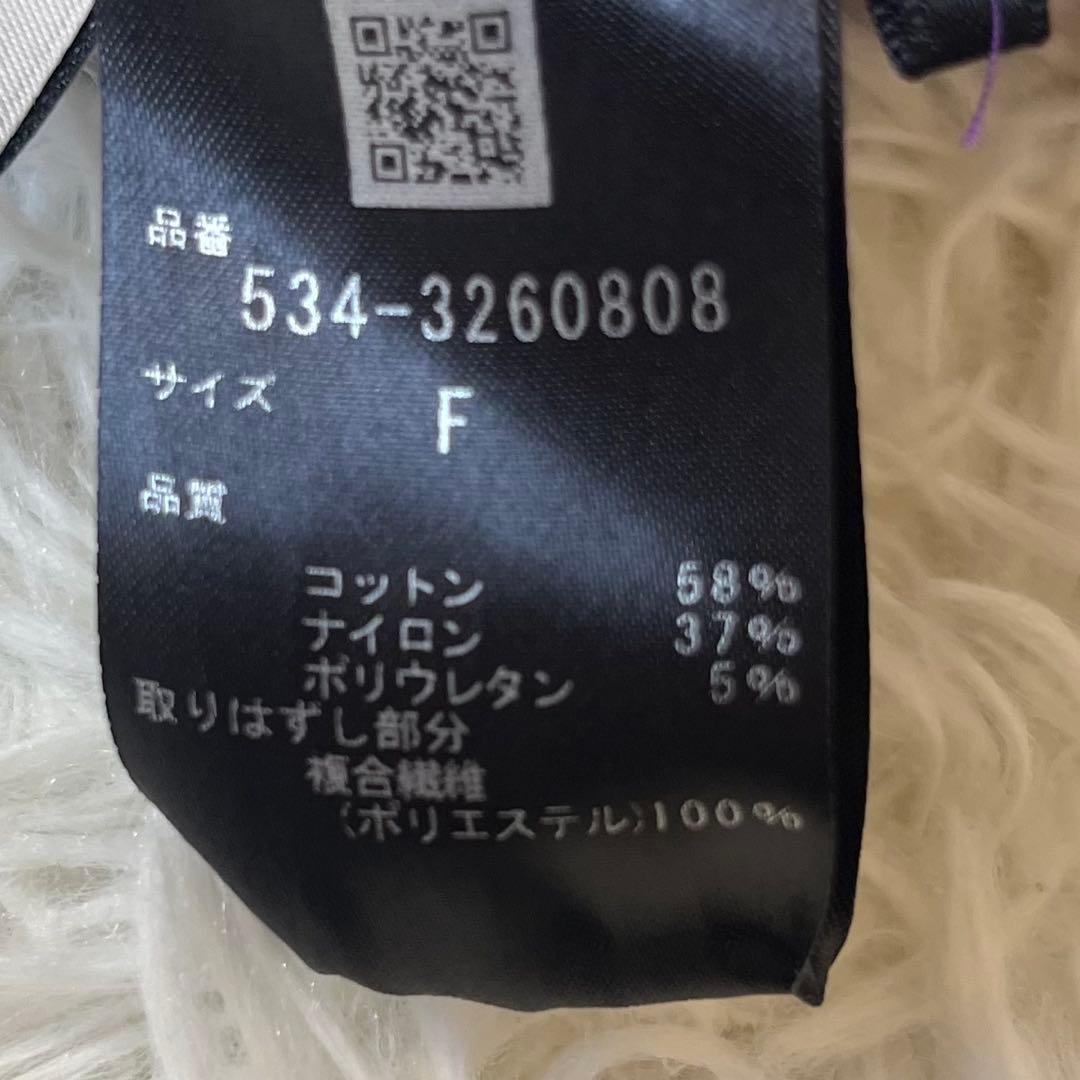 品番
534-3260808
サイズ F
品質
コットン 58%
ナイロン 37%
ポリウレタン 5%
取りはずし部分
複合繊維
(ポリエステル)100%